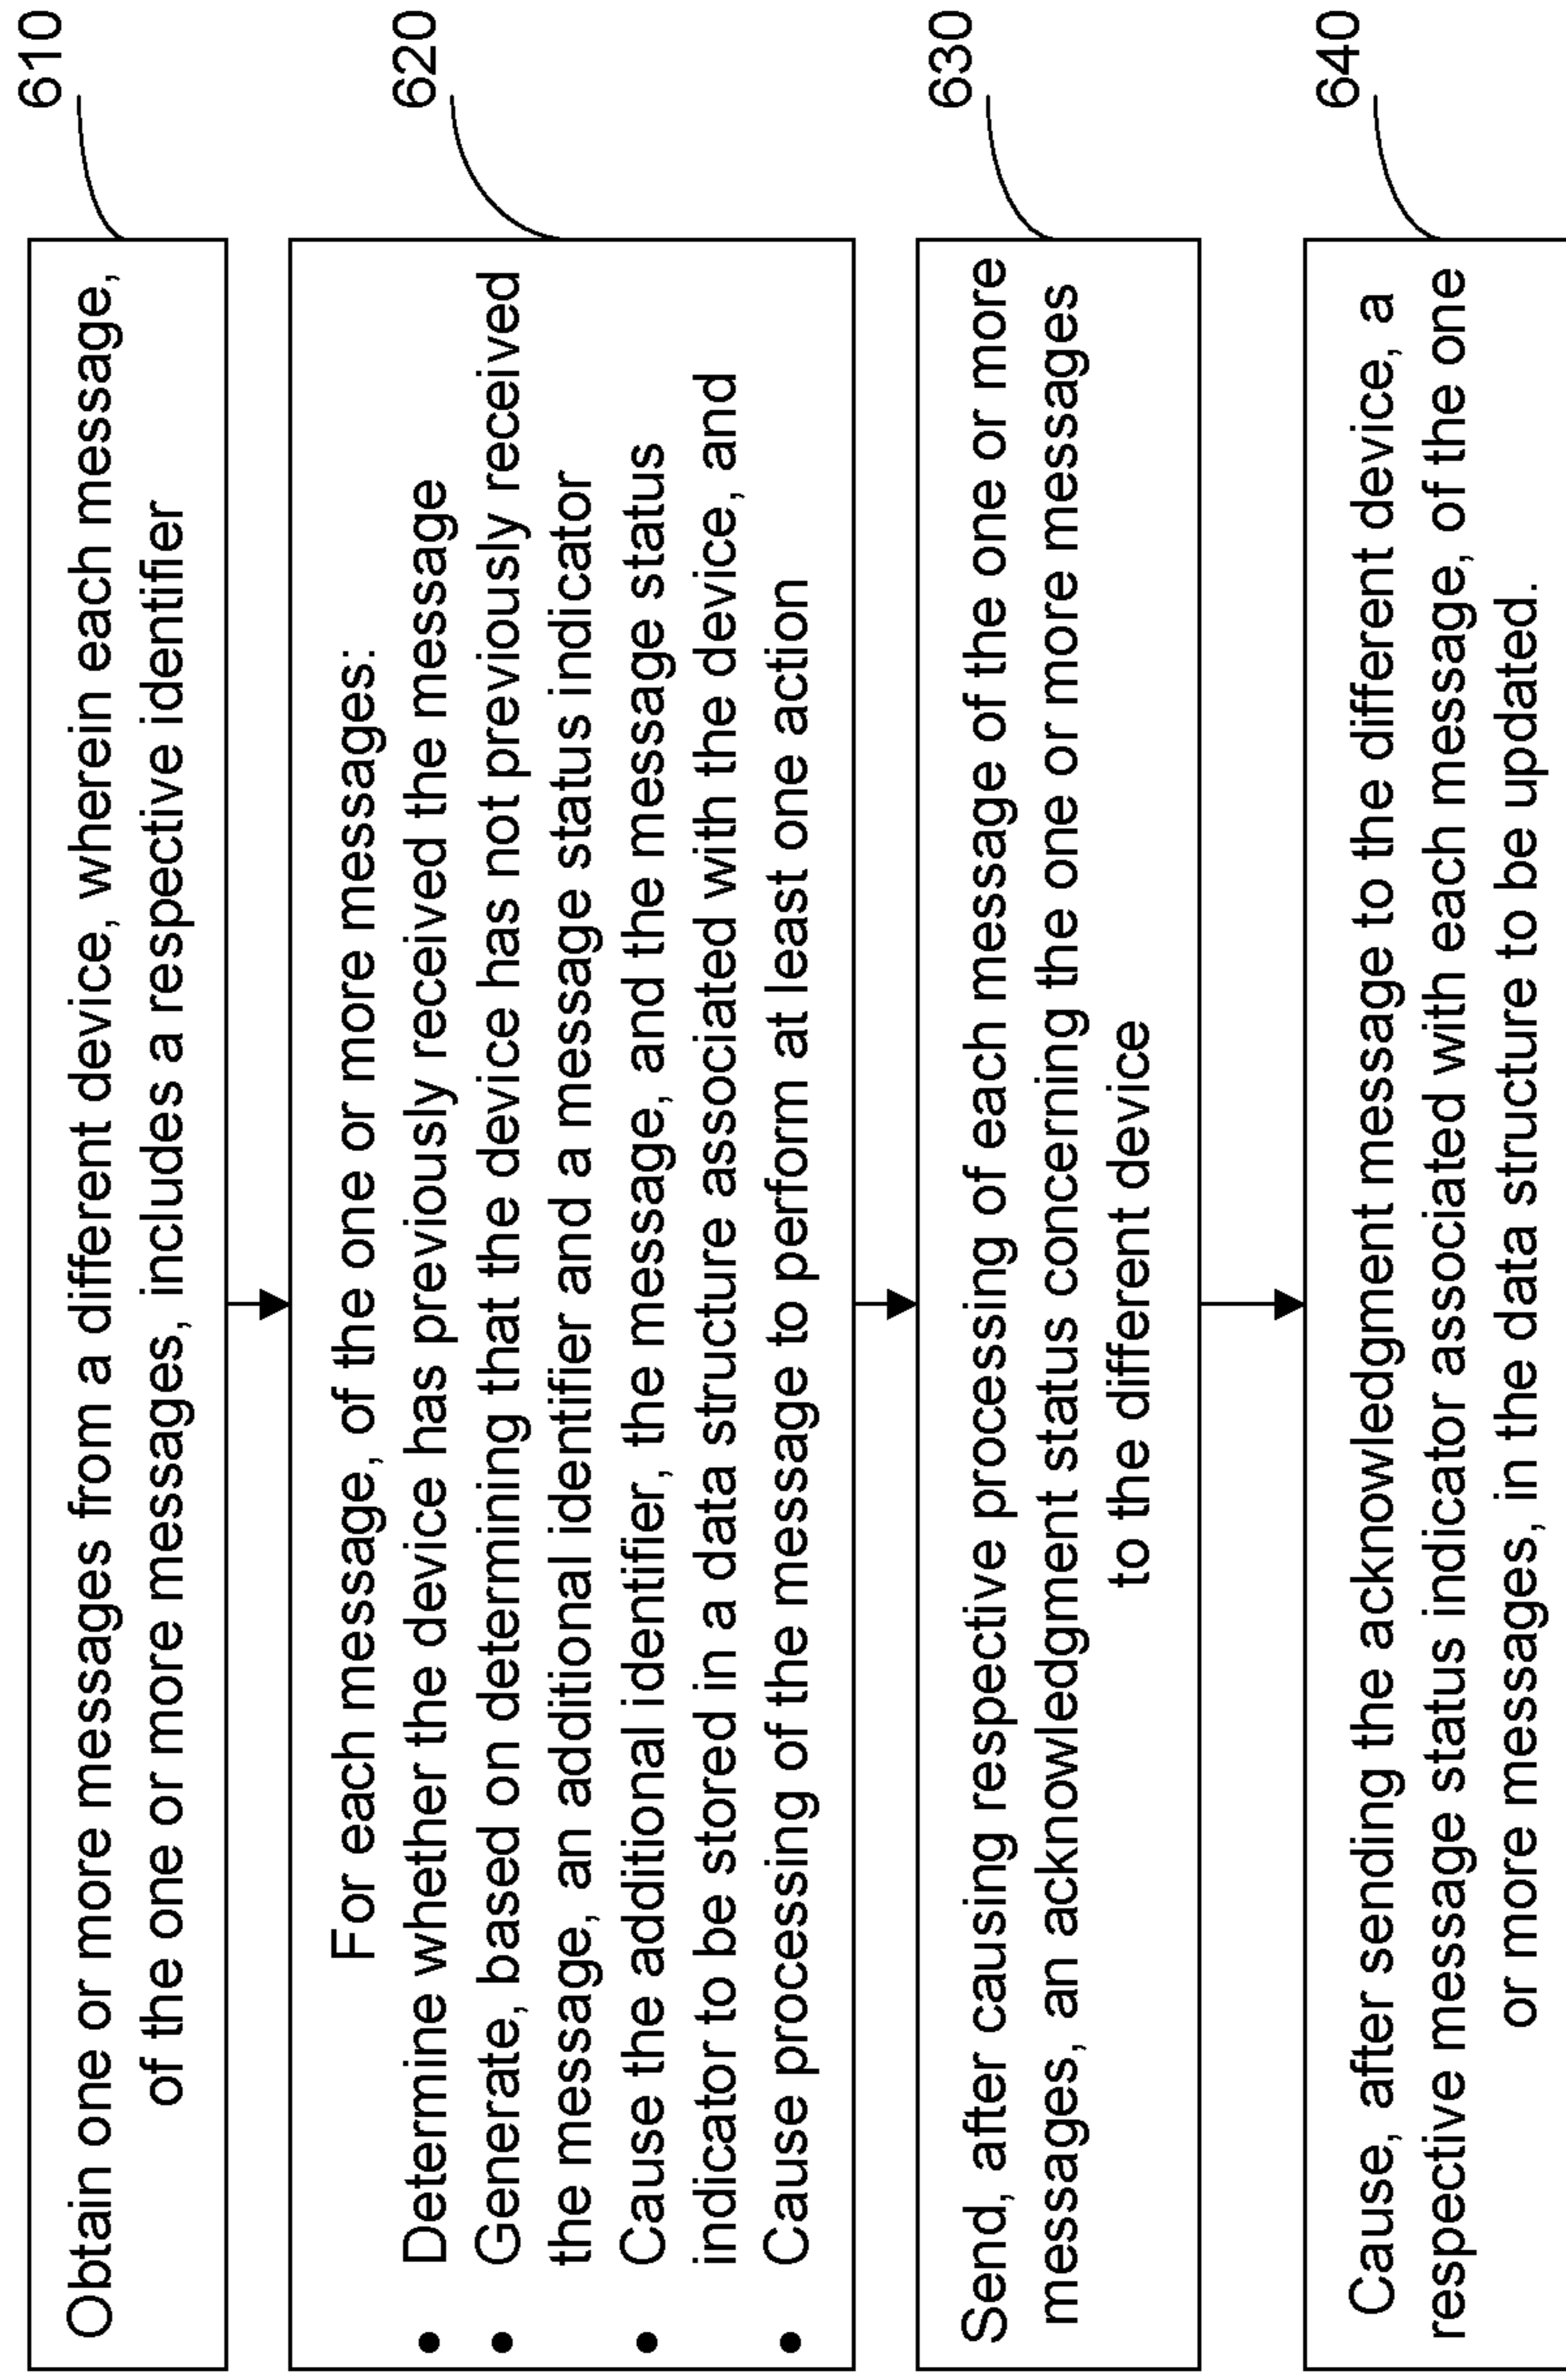 610
Obtain one or more messages from a different device, wherein each message,
of the one or more messages, includes a respective identifier
620
For each message, of the one or more messages:
• Determine whether the device has previously received the message
• Generate, based on determining that the device has not previously received
the message, an additional identifier and a message status indicator
• Cause the additional identifier, the message, and the message status
indicator to be stored in a data structure associated with the device, and
• Cause processing of the message to perform at least one action
630
Send, after causing respective processing of each message of the one or more
messages, an acknowledgment status concerning the one or more messages
to the different device
640
Cause, after sending the acknowledgment message to the different device, a
respective message status indicator associated with each message, of the one
or more messages, in the data structure to be updated.